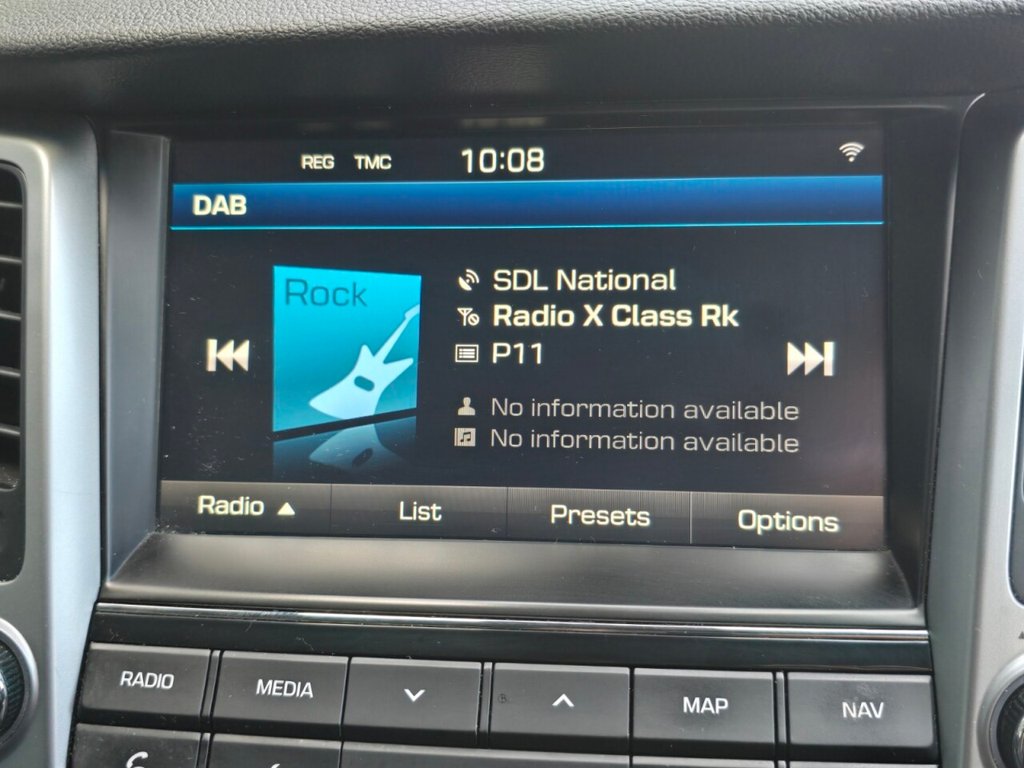 REG TMC 10:08
DAB
Rock
SDL National
Radio X Class Rk
P11
No information available
No information available
Radio List Presets Options
RADIO MEDIA MAP NAV